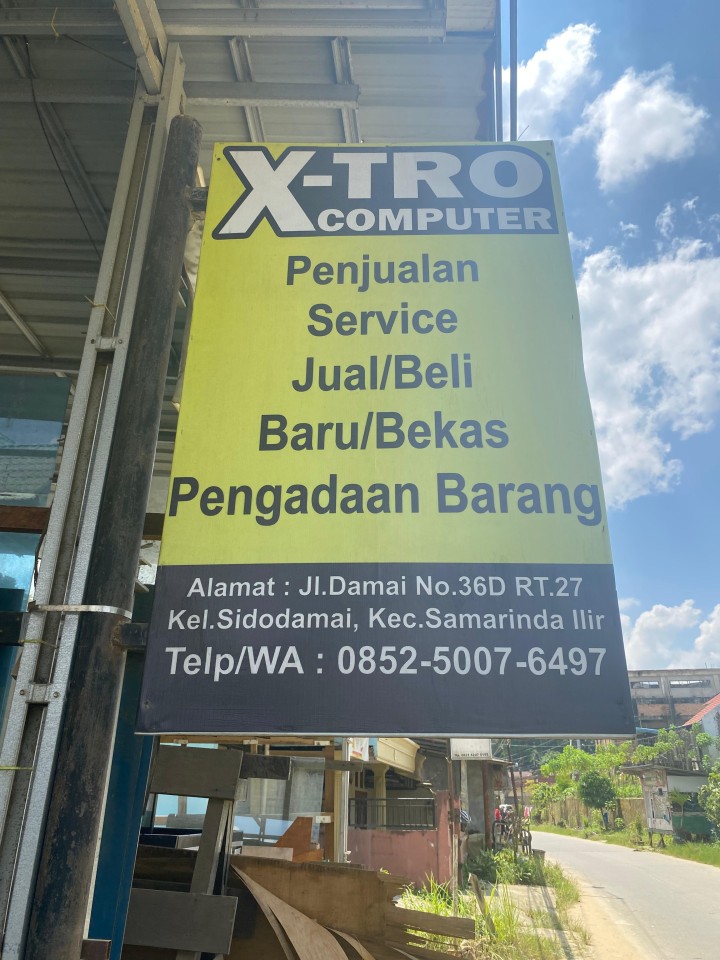 X-TRO
COMPUTER
Penjualan
Service
Jual/Beli
Baru/Bekas
Pengadaan Barang
Alamat : Jl.Damai No.36D RT.27
Kel.Sidodamai, Kec.Samarinda Ilir
Telp/WA : 0852-5007-6497